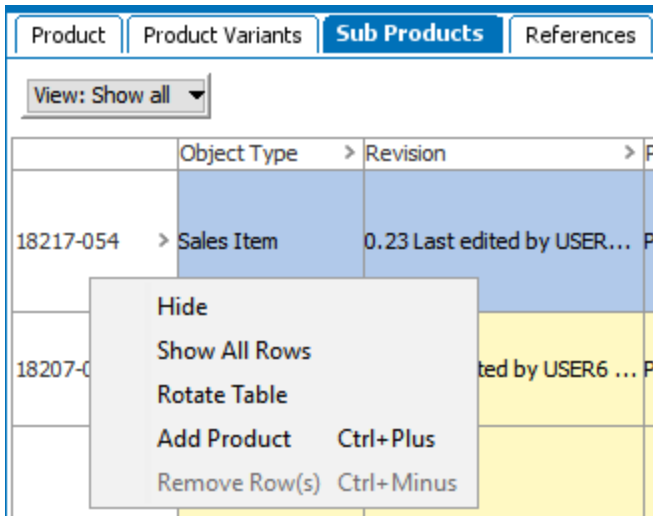 Product Product Variants Sub Products References
View: Show all
Object Type > Revision >
18217-054 > Sales Item 0.23 Last edited by USER... P
Hide
Show All Rows
18207-0 ted by USER6 ... P
Rotate Table
Add Product Ctrl+Plus
Remove Row(s) Ctrl+Minus